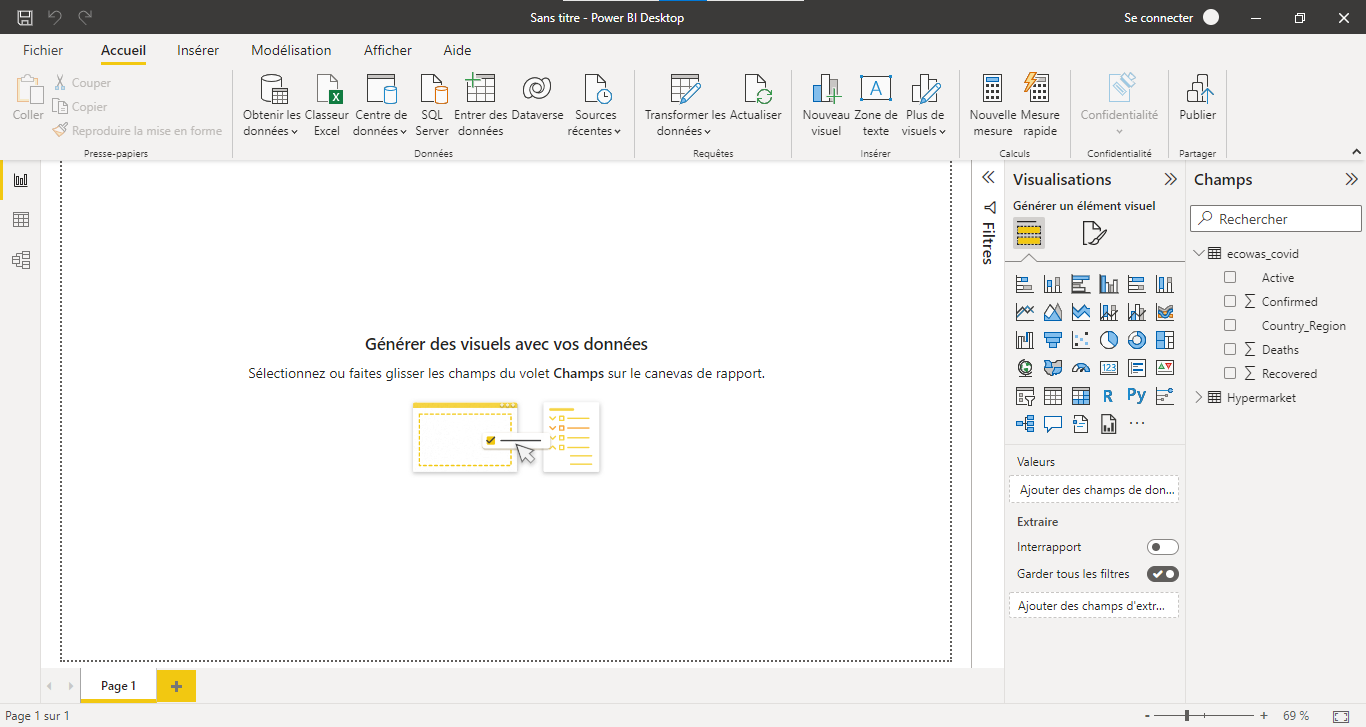 Sans titre - Power BI Desktop
Se connecter
Fichier
Accueil
Insérer
Modélisation
Afficher
Aide
Coller
Couper
Copier
Reproduire la mise en forme
Presse-papiers
Obtenir les
données
Classeur
Excel
Centre de
données
SQL
Server
Entrer des
données
Dataverse
Sources
récentes
Données
Transformer les
données
Actualiser
Requêtes
Nouveau
visuel
A
Zone de
texte
Plus de
visuels
Insérer
Nouvelle
mesure
Mesure
rapide
Calculs
Confidentialité
Confidentialité
Publier
Partager
Générer des visuels avec vos données
Sélectionnez ou faites glisser les champs du volet Champs sur le canevas de rapport.
Filtres
Visualisations
Générer un élément visuel
123
R
Py
Valeurs
Ajouter des champs de don...
Extraire
Interrapport
Garder tous les filtres
Ajouter des champs d'extr...
Champs
Rechercher
ecowas_covid
Active
Confirmed
Country_Region
Deaths
Recovered
Hypermarket
Page 1
Page 1 sur 1
69 %